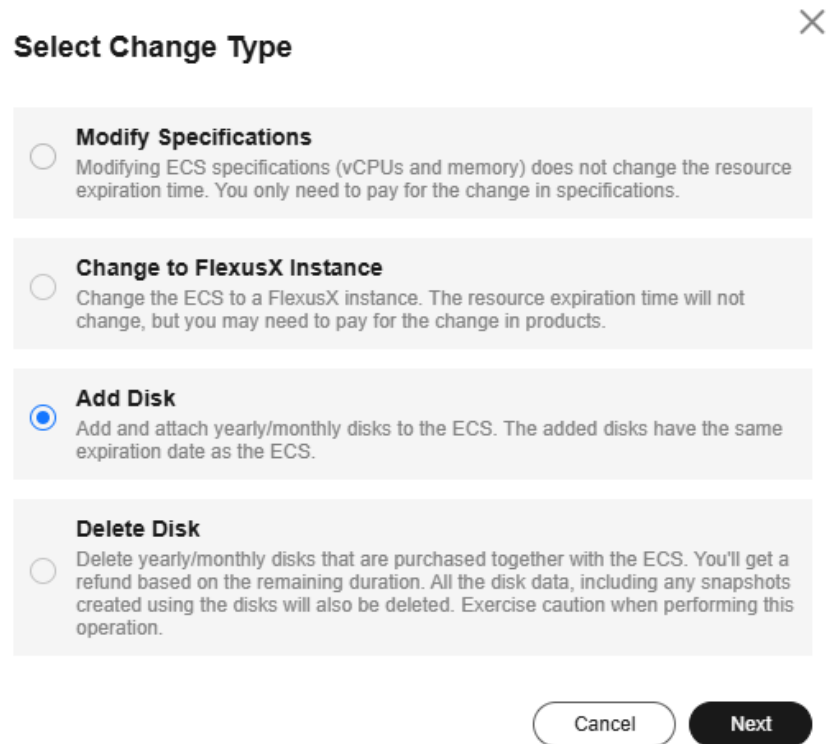 Select Change Type
Modify Specifications
Modifying ECS specifications (vCPUs and memory) does not change the resource
expiration time. You only need to pay for the change in specifications.
Change to FlexusX Instance
Change the ECS to a FlexusX instance. The resource expiration time will not
change, but you may need to pay for the change in products.
Add Disk
Add and attach yearly/monthly disks to the ECS. The added disks have the same
expiration date as the ECS.
Delete Disk
Delete yearly/monthly disks that are purchased together with the ECS. You'll get a
refund based on the remaining duration. All the disk data, including any snapshots
created using the disks will also be deleted. Exercise caution when performing this
operation.
Cancel
Next